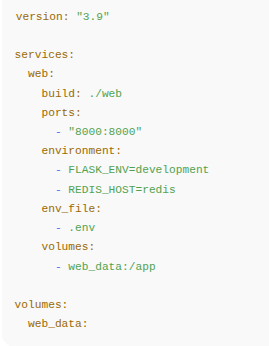 version: "3.9"

services:
  web:
    build: ./web
    ports:
      - "8000:8000"
    environment:
      - FLASK_ENV=development
      - REDIS_HOST=redis
    env_file:
      - .env
    volumes:
      - web_data:/app

volumes:
  web_data: